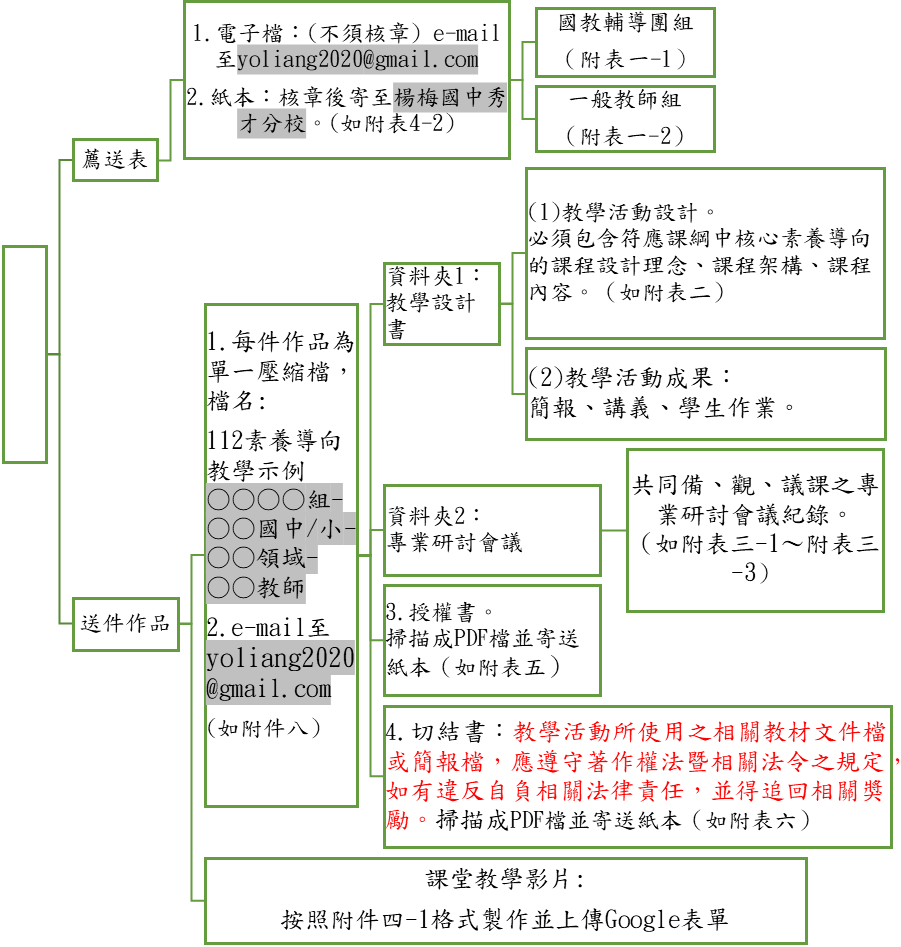 薦送表
1.電子檔：(不須核章) e-mail
至yoliang2020@gmail.com
2.紙本：核章後寄至楊梅國中秀
才分校。(如附表4-2)
國教輔導團組
（附表一-1）
一般教師組
（附表一-2）
送件作品
1.每件作品為
單一壓縮檔，
檔名:
112素養導向
教學示例
○○○○組-
○○國中/小-
○○領域-
○○教師
2.e-mail至
yoliang2020
@gmail.com
(如附件八)
資料夾1：
教學設計
書
(1)教學活動設計。
必須包含符應課綱中核心素養導向
的課程設計理念、課程架構、課程
內容。（如附表二）
(2)教學活動成果：
簡報、講義、學生作業。
資料夾2：
專業研討會議
共同備、觀、議課之專
業研討會議紀錄。
（如附表三-1～附表三
-3）
3.授權書。
掃描成PDF檔並寄送
紙本（如附表五）
4.切結書：教學活動所使用之相關教材文件檔
或簡報檔，應遵守著作權法暨相關法令之規定，
如有違反自負相關法律責任，並得追回相關獎
勵。掃描成PDF檔並寄送紙本（如附表六）
課堂教學影片:
按照附件四-1格式製作並上傳Google表單